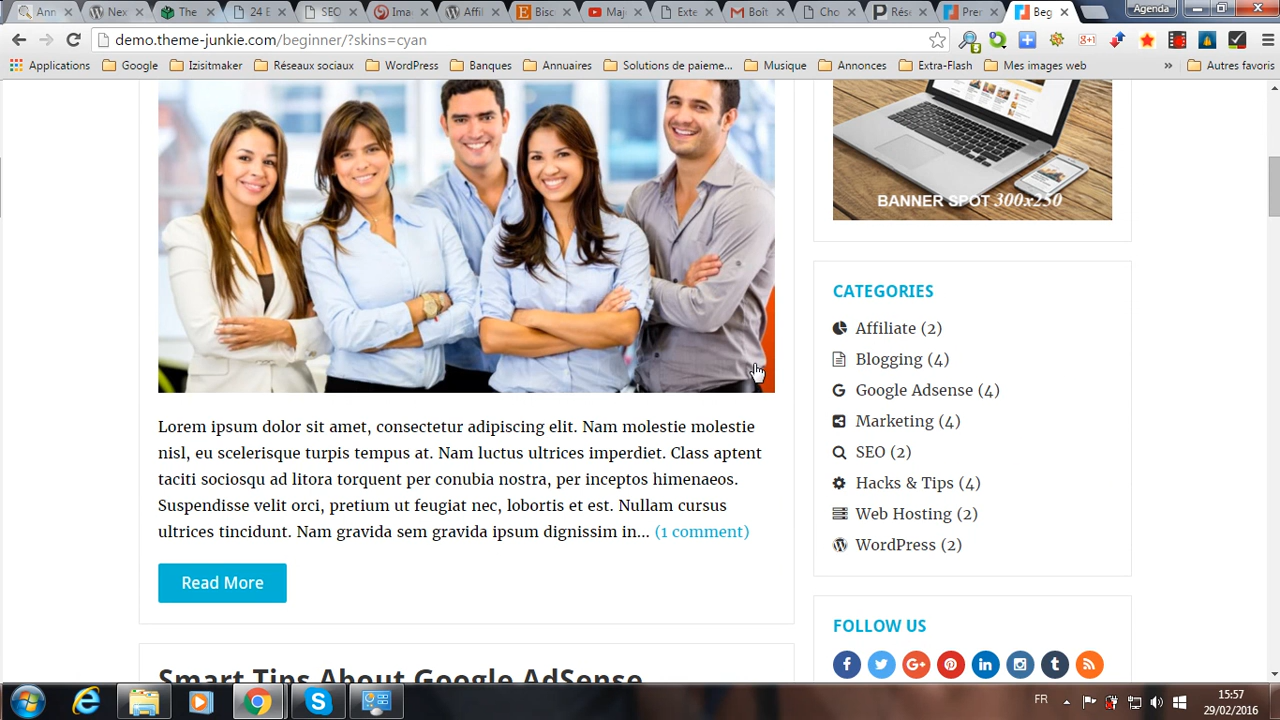 Ann
Nex
The
24 E
SEO
Ima
Affil
Bisc
Maj
Exte
Boît
Cho
Rés
Pren
Beg
Agenda
demo.theme-junkie.com/beginner/?skins=cyan
Applications
Google
Izisitmaker
Réseaux sociaux
WordPress
Banques
Annuaires
Solutions de paieme...
Musique
Annonces
Extra-Flash
Mes images web
» Autres favoris
BANNER SPOT 300x250
CATEGORIES
Affiliate (2)
Blogging (4)
Google Adsense (4)
Marketing (4)
SEO (2)
Hacks & Tips (4)
Web Hosting (2)
WordPress (2)
Lorem ipsum dolor sit amet, consectetur adipiscing elit. Nam molestie molestie
nisl, eu scelerisque turpis tempus at. Nam luctus ultrices imperdiet. Class aptent
taciti sociosqu ad litora torquent per conubia nostra, per inceptos himenaeos.
Suspendisse velit orci, pretium ut feugiat nec, lobortis et est. Nullam cursus
ultrices tincidunt. Nam gravida sem gravida ipsum dignissim in... (1 comment)
Read More
FOLLOW US
Smart Tips About Google AdSense
FR
15:57
29/02/2016